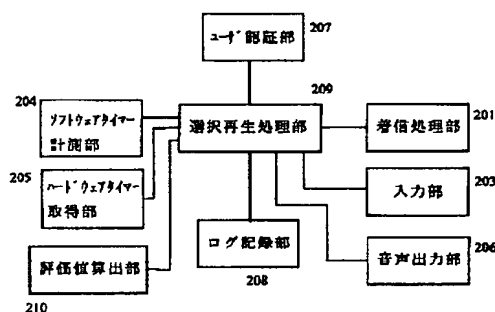 207
ユーザ認証部
209
204
ソフトウェアタイマー
計測部
選択再生処理部
201
着信処理部
205
ハードウェアタイマー
取得部
203
入力部
ログ記録部
208
206
音声出力部
評価値算出部
210